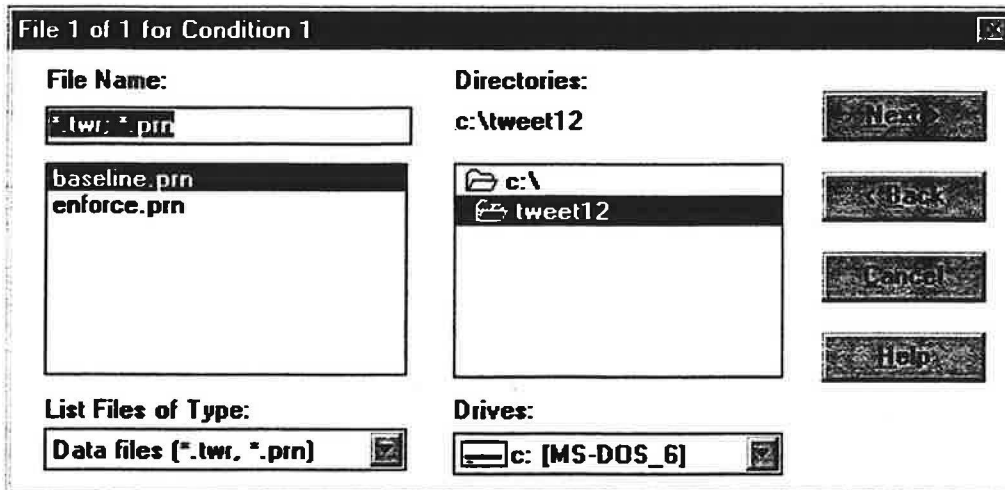 File 1 of 1 for Condition 1
File Name:
*.twr; *.prn
baseline.prn
enforce.prn
List Files of Type:
Data files (*.twr, *.prn)
Directories:
c:\tweet12
c:\
tweet12
Drives:
c: [MS-DOS_6]
Next >
< Back
Cancel
Help